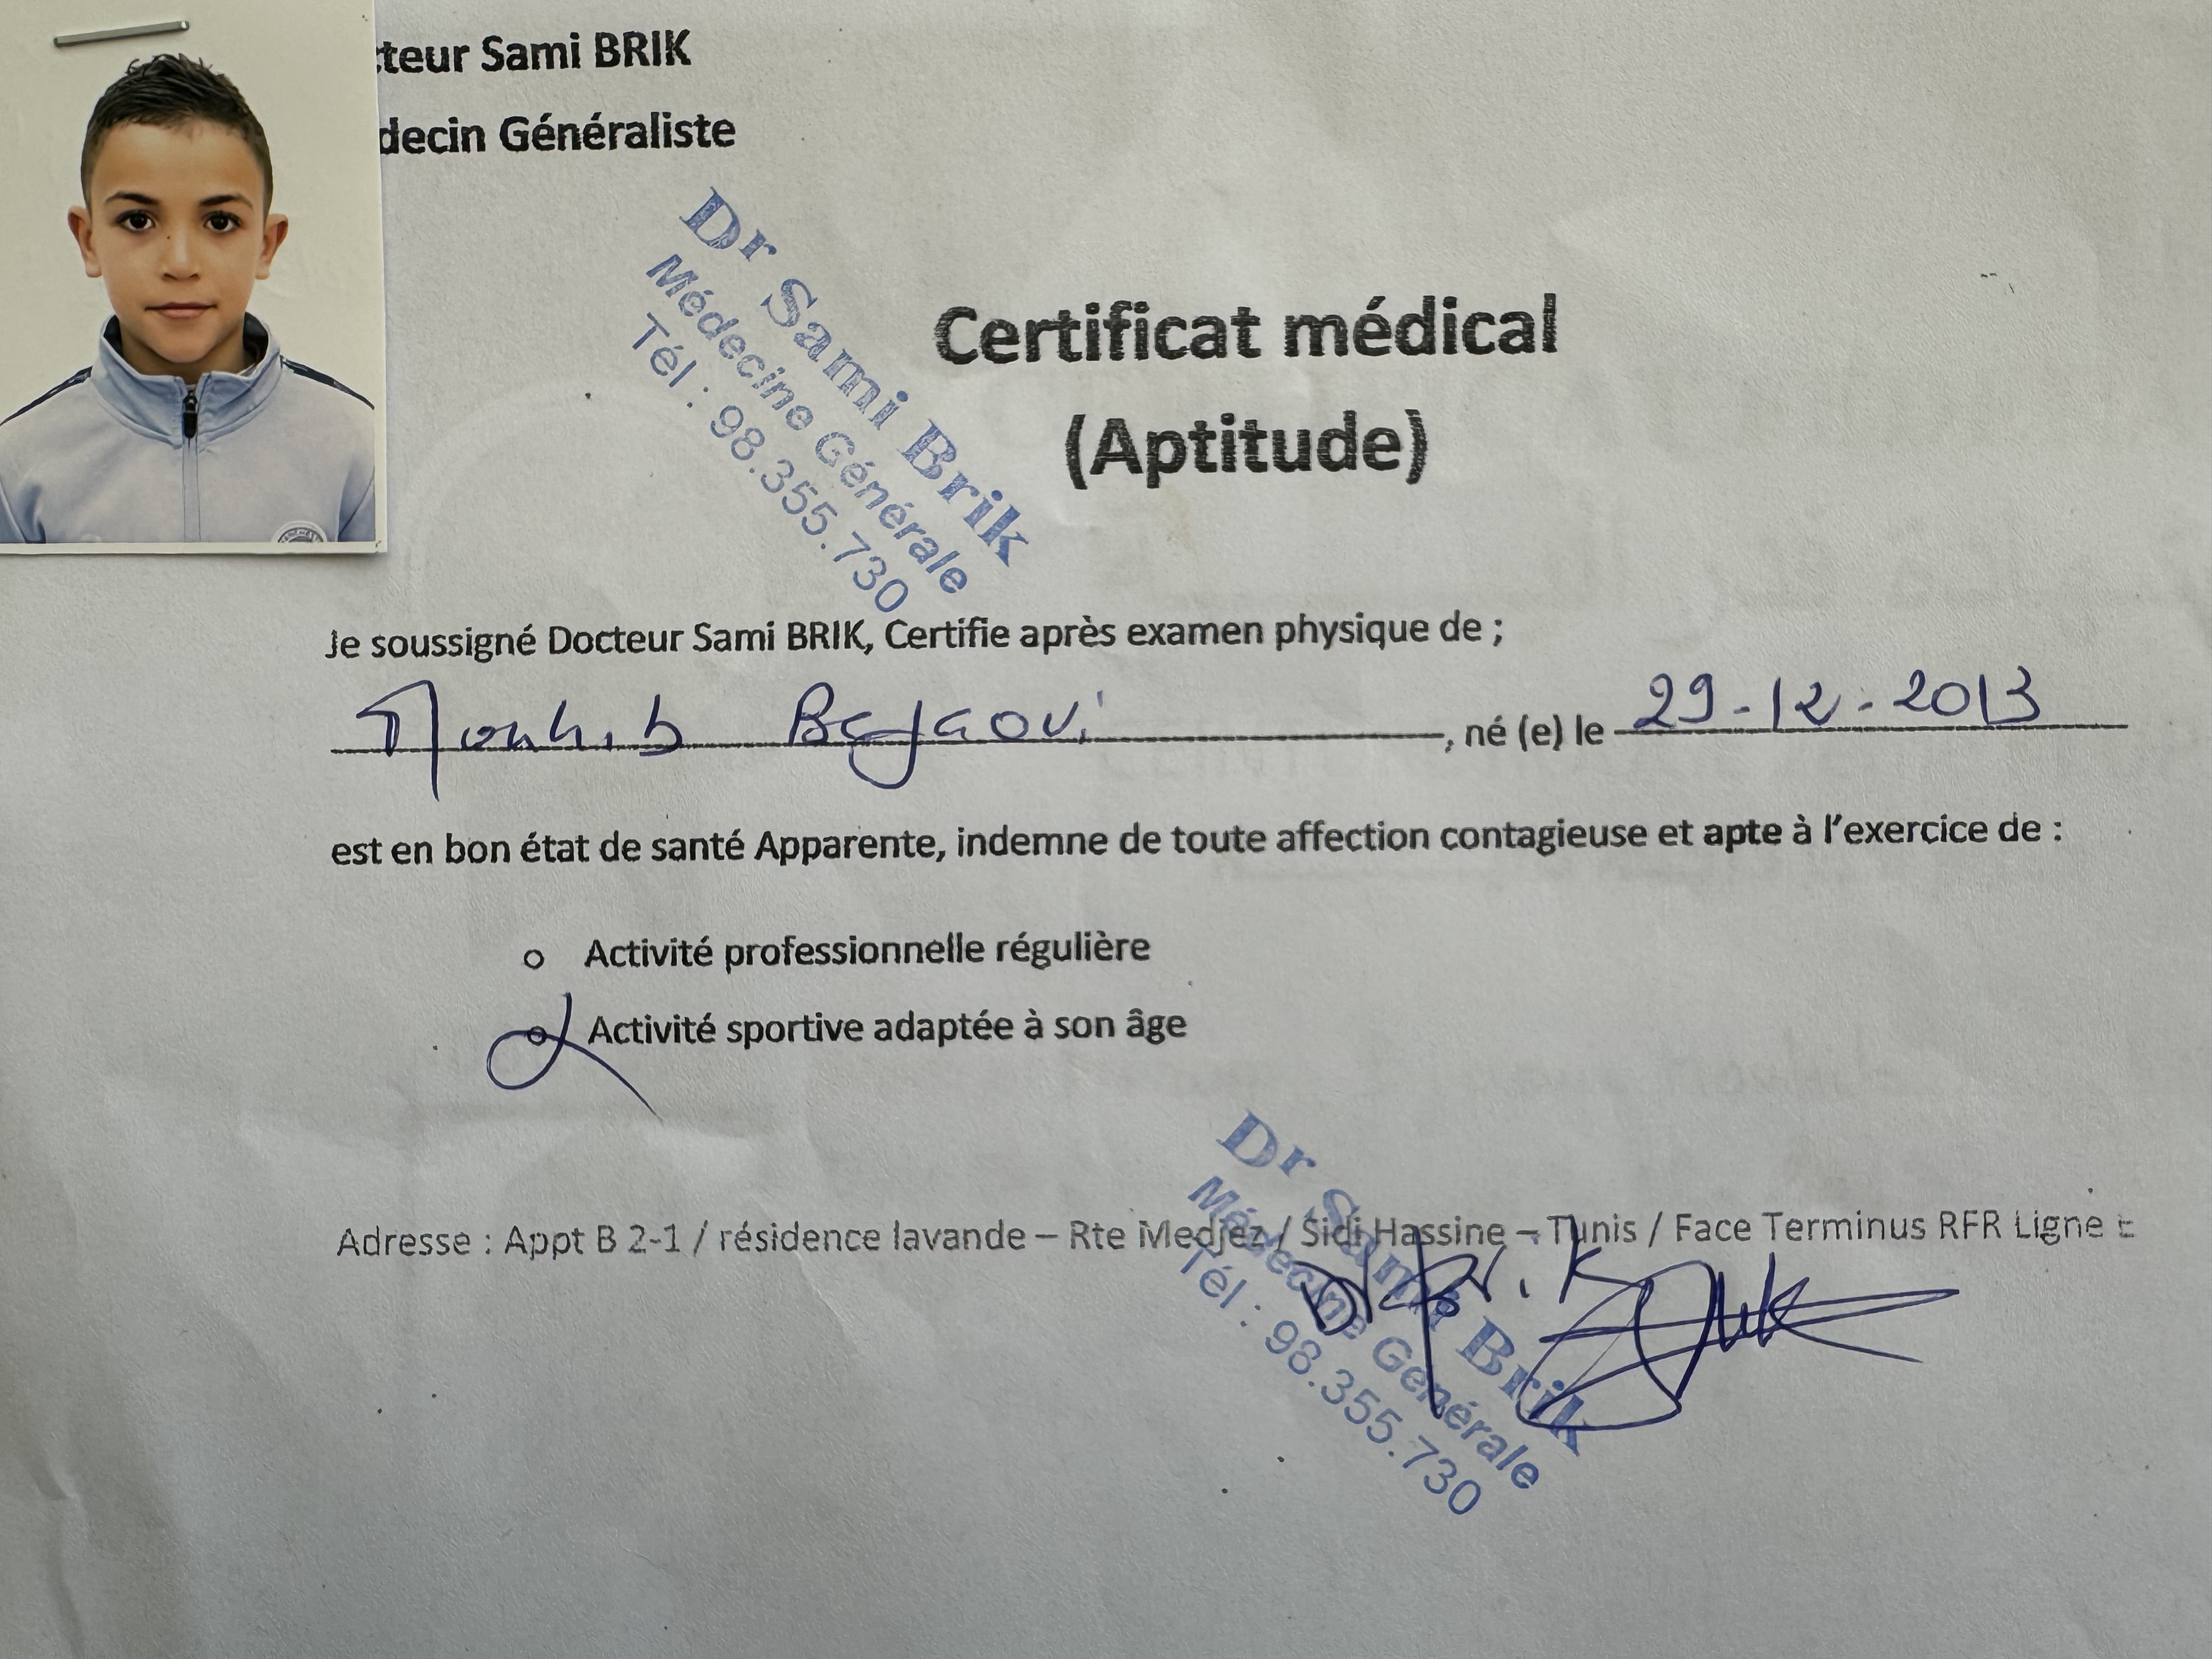 cteur Sami BRIK
decin Généraliste
Dr Sami Brik
Médecine Générale
Tél : 98.355.730
Certificat médical
(Aptitude)
Je soussigné Docteur Sami BRIK, Certifie après examen physique de ;
Mouhib Bejaoui, né (e) le 29-12-2013
est en bon état de santé Apparente, indemne de toute affection contagieuse et apte à l'exercice de :
o Activité professionnelle régulière
o Activité sportive adaptée à son âge
Adresse : Appt B 2-1 / résidence lavande – Rte Medjez / Sidi Hassine – Tunis / Face Terminus RFR Ligne E
Dr Sami Brik
Médecine Générale
Tél : 98.355.730